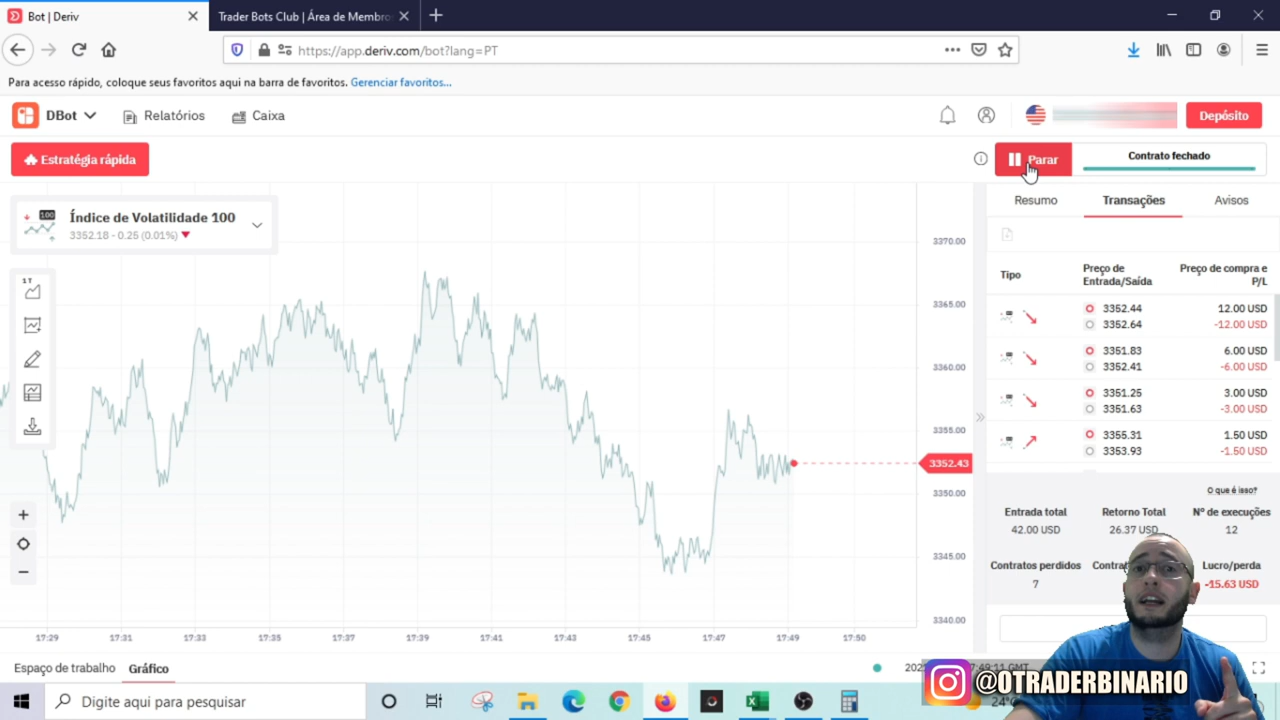 Bot | Deriv
Trader Bots Club | Área de Membro
https://app.deriv.com/bot?lang=PT
Para acesso rápido, coloque seus favoritos aqui na barra de favoritos. Gerenciar favoritos...
DBot
Relatórios
Caixa
Depósito
Estratégia rápida
Parar
Contrato fechado
100
Índice de Volatilidade 100
3352.18 - 0.25 (0.01%)
Resumo
Transações
Avisos
Tipo
Preço de Entrada/Saída
Preço de compra e P/L
3352.44 12.00 USD
3352.64 -12.00 USD
3351.83 6.00 USD
3352.41 -6.00 USD
3351.25 3.00 USD
3351.63 -3.00 USD
3355.31 1.50 USD
3353.93 -1.50 USD
1 T
3370.00
3365.00
3360.00
3355.00
3352.43
3350.00
3345.00
3340.00
O que é isso?
Entrada total Retorno Total Nº de execuções
42.00 USD 26.37 USD 12
Contratos perdidos Lucro/perda
7 -15.63 USD
17:29 17:31 17:33 17:35 17:37 17:39 17:41 17:43 17:45 17:47 17:49 17:50
Espaço de trabalho
Gráfico
GMT
@OTRADERBINARIO
Digite aqui para pesquisar
24°